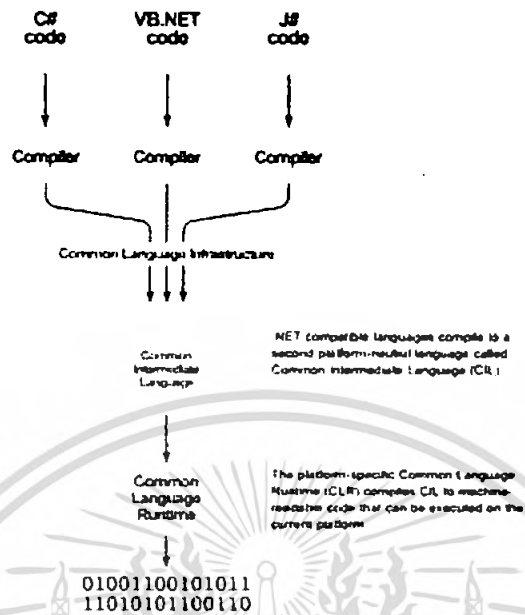 C#
code
VB.NET
code
J#
code
Compiler
Compiler
Compiler
Common Language Infrastructure
Common
Intermediate
Language
.NET compatible languages compile to a
second platform-neutral language called
Common Intermediate Language (CIL)
Common
Language
Runtime
The platform-specific Common Language
Runtime (CLR) compiles CIL to machine-
readable code that can be executed on the
current platform
01001100101011
11010101100110